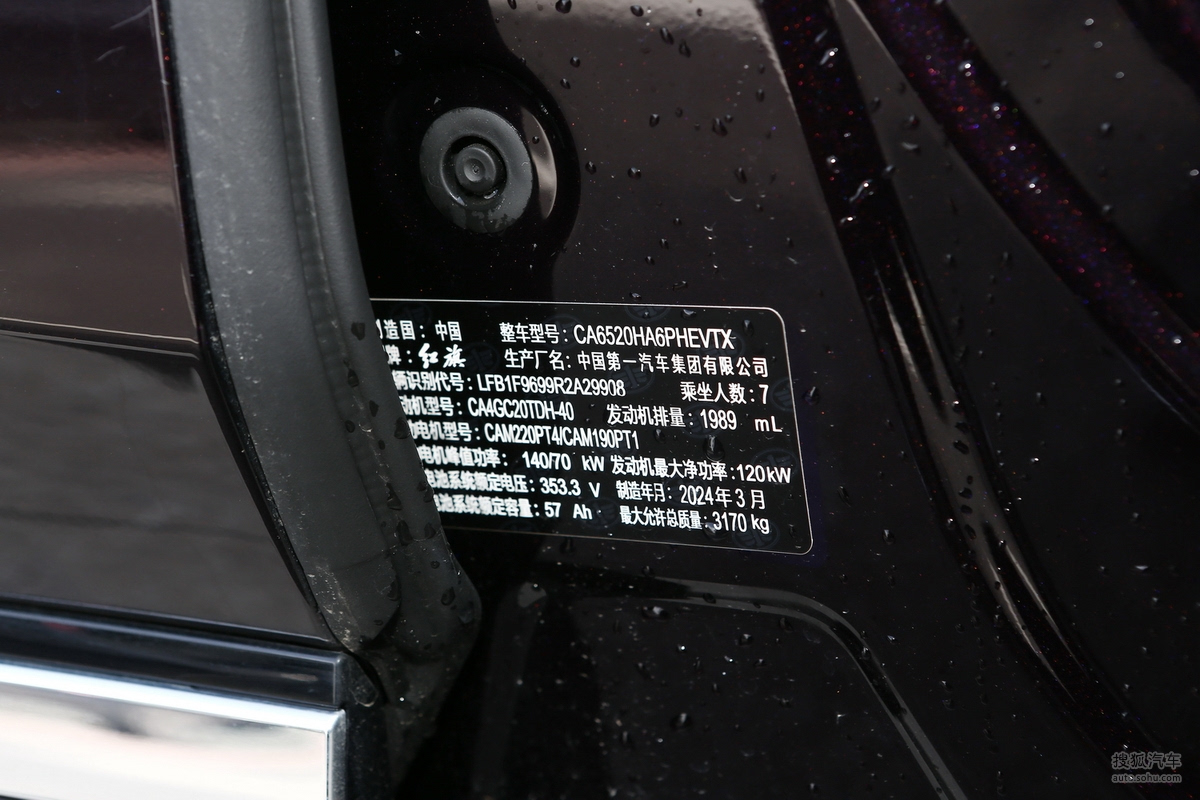 造国：中国 整车型号：CA6520HA6PHEVTX
牌：红旗 生产厂名：中国第一汽车集团有限公司
辆识别代号：LFB1F9699R2A29908 乘坐人数：7
动机型号：CA4GC20TDH-40 发动机排量：1989 mL
电机型号：CAM220PT4/CAM190PT1
电机峰值功率： 140/70 kW 发动机最大净功率：120kW
电池系统额定电压：353.3 V 制造年月：2024年3月
电池系统额定容量：57 Ah 最大允许总质量：3170 kg
搜狐汽车
auto.sohu.com